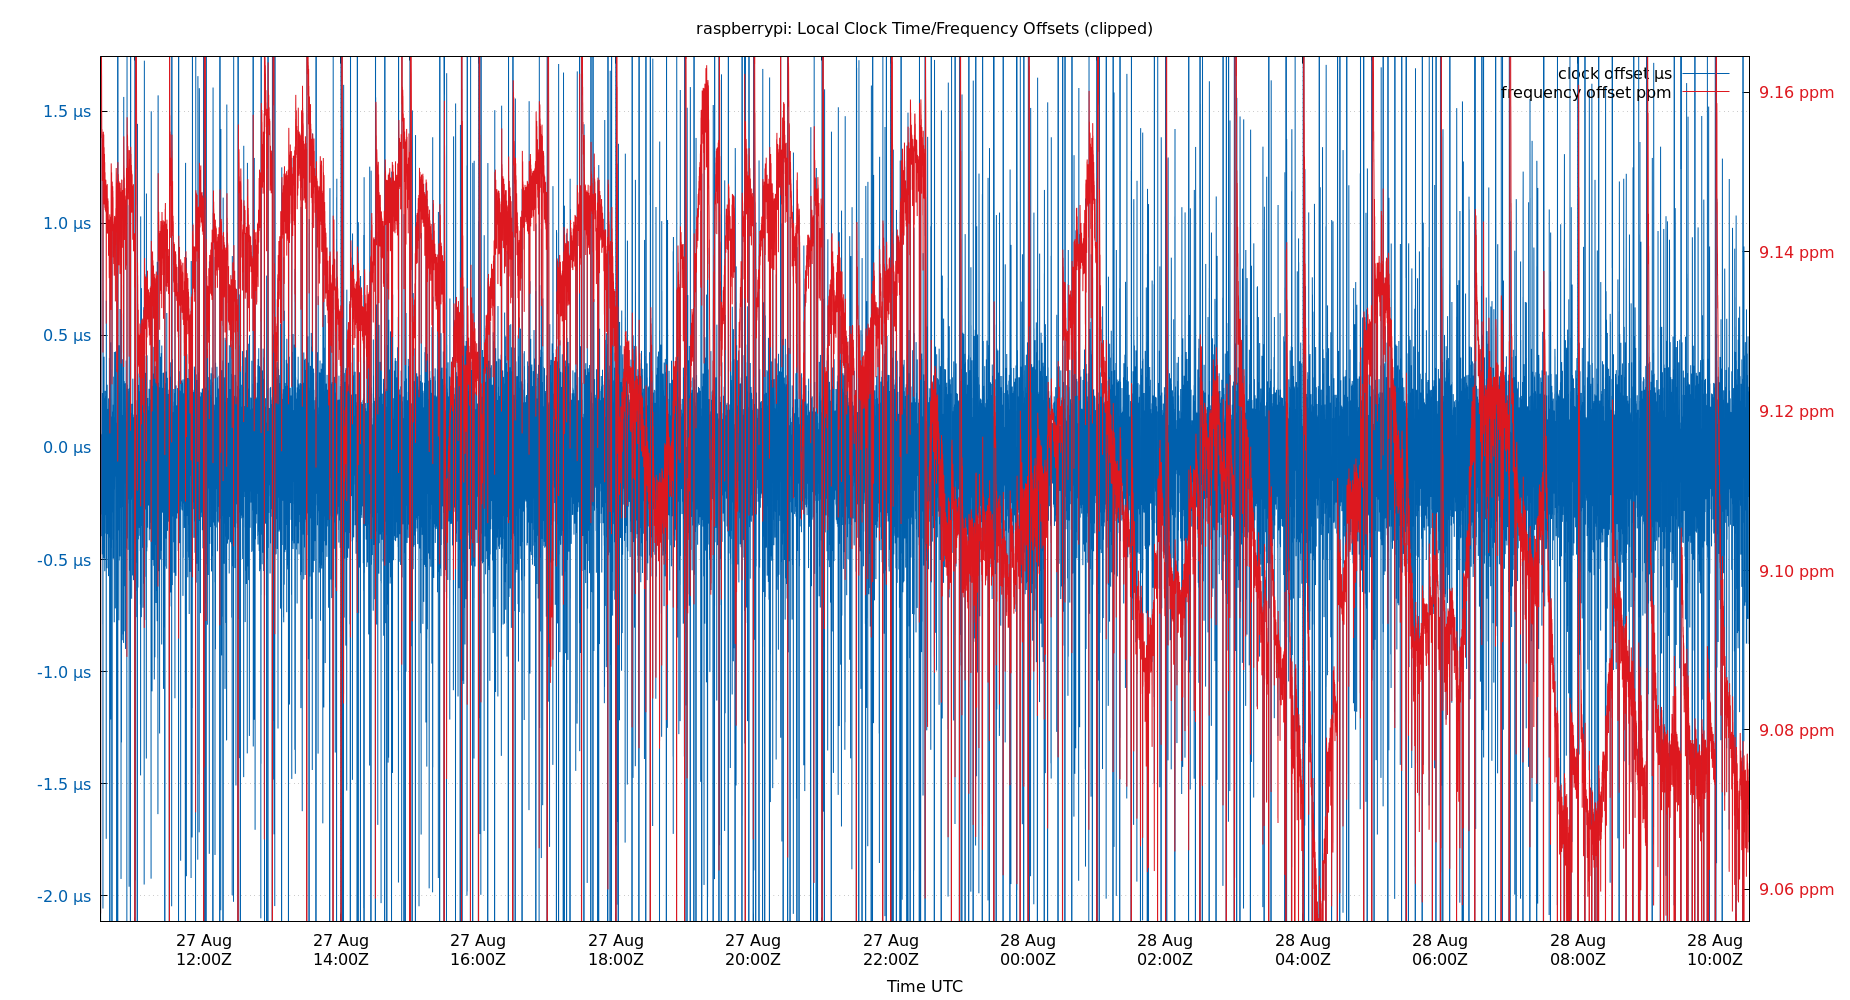 raspberrypi: Local Clock Time/Frequency Offsets (clipped)
clock offset µs
frequency offset ppm
1.5 µs
1.0 µs
0.5 µs
0.0 µs
-0.5 µs
-1.0 µs
-1.5 µs
-2.0 µs
9.16 ppm
9.14 ppm
9.12 ppm
9.10 ppm
9.08 ppm
9.06 ppm
27 Aug 27 Aug 27 Aug 27 Aug 27 Aug 27 Aug 28 Aug 28 Aug 28 Aug 28 Aug 28 Aug 28 Aug
12:00Z 14:00Z 16:00Z 18:00Z 20:00Z 22:00Z 00:00Z 02:00Z 04:00Z 06:00Z 08:00Z 10:00Z
Time UTC